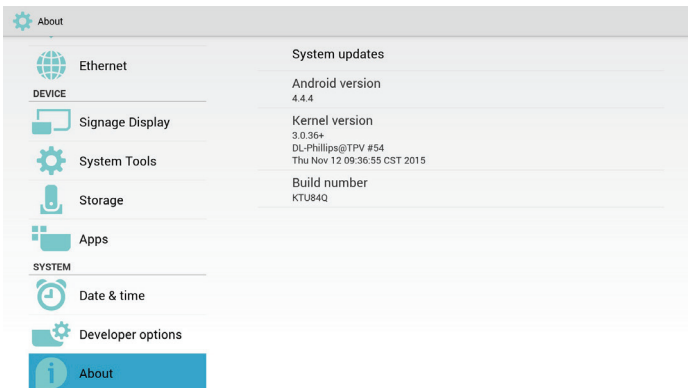 About
Ethernet
DEVICE
Signage Display
System Tools
Storage
Apps
SYSTEM
Date & time
Developer options
About
System updates
Android version
4.4.4
Kernel version
3.0.36+
DL-Phillips@TPV #54
Thu Nov 12 09:36:55 CST 2015
Build number
KTU84Q